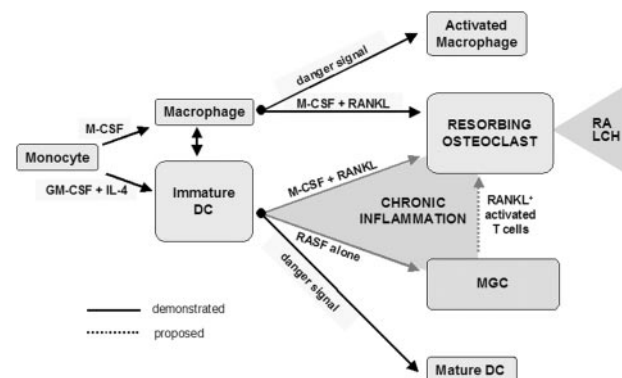 Activated
Macrophage
danger signal
Macrophage
M-CSF + RANKL
M-CSF
RESORBING
OSTEOCLAST
RA
LCH
Monocyte
GM-CSF + IL-4
Immature
DC
M-CSF + RANKL
CHRONIC
INFLAMMATION
RANKL+
activated
T cells
RASF alone
danger signal
MGC
demonstrated
proposed
Mature DC